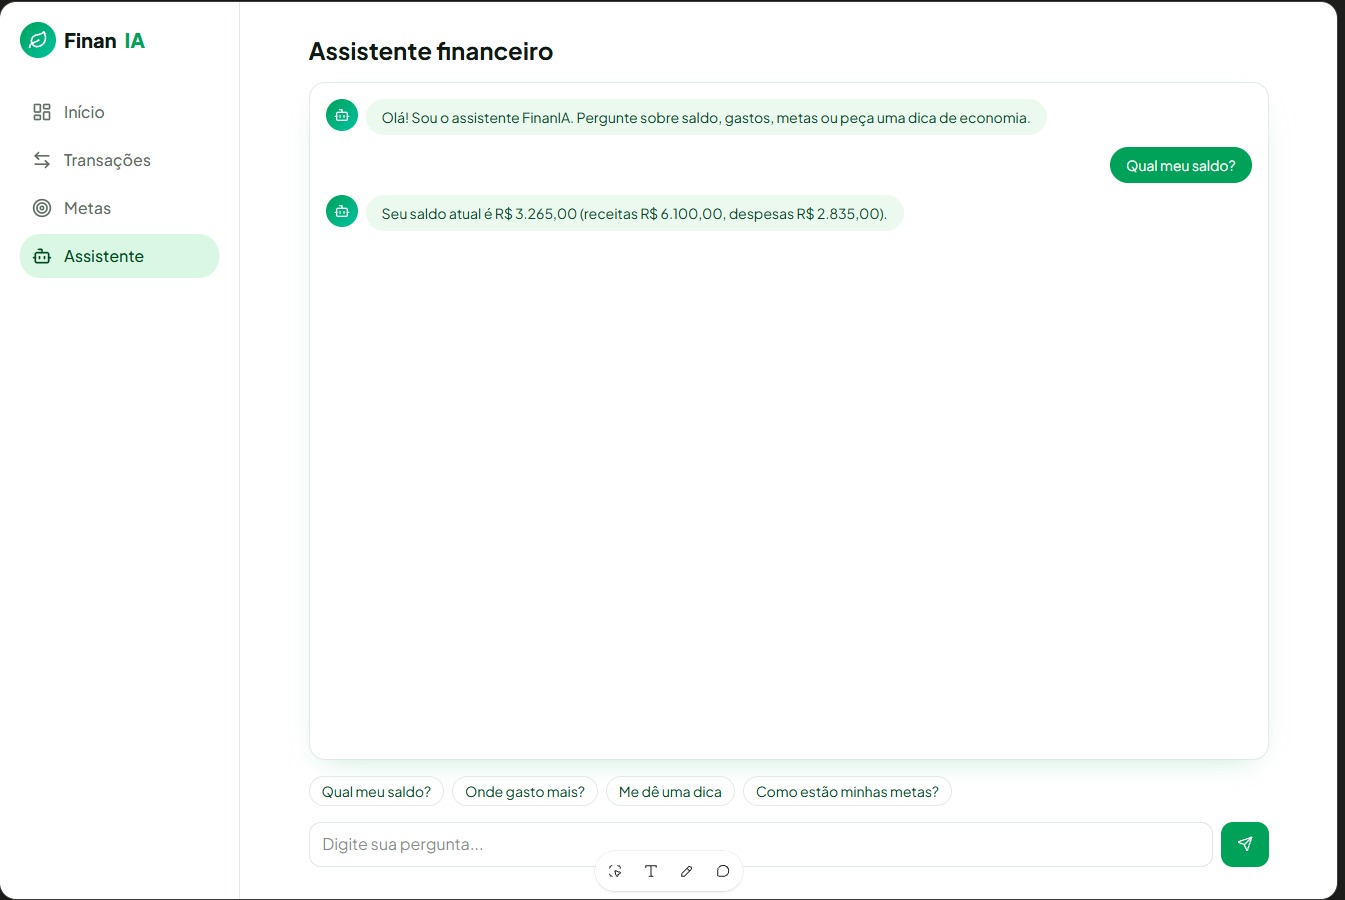 Finan IA
Início
Transações
Metas
Assistente
Assistente financeiro
Olá! Sou o assistente FinanIA. Pergunte sobre saldo, gastos, metas ou peça uma dica de economia.
Qual meu saldo?
Seu saldo atual é R$ 3.265,00 (receitas R$ 6.100,00, despesas R$ 2.835,00).
Qual meu saldo?
Onde gasto mais?
Me dê uma dica
Como estão minhas metas?
Digite sua pergunta...